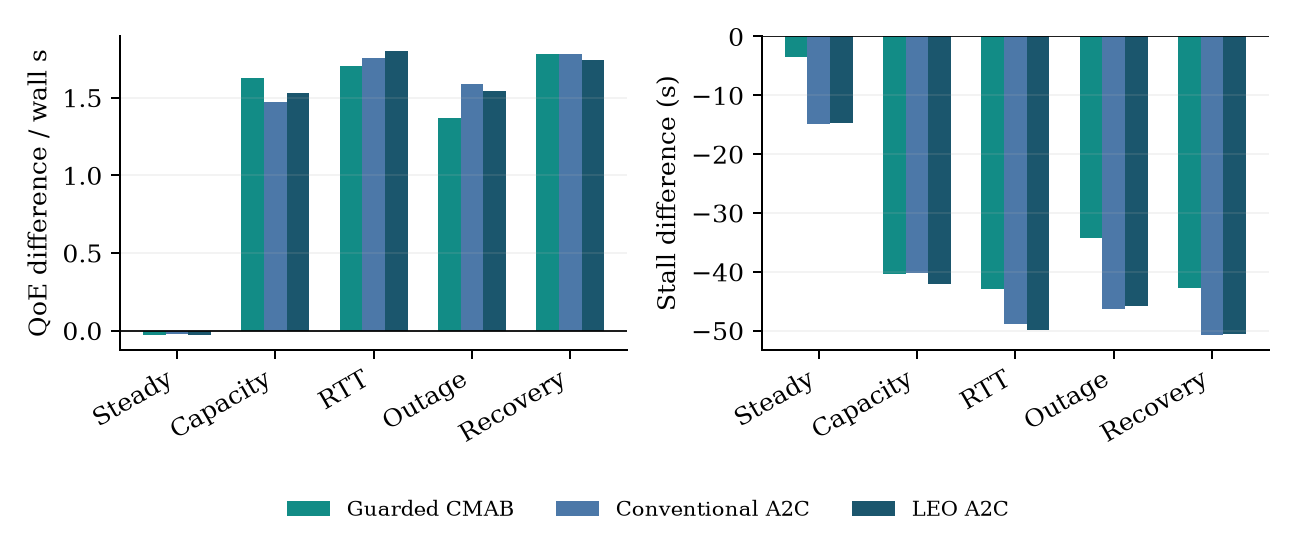 QoE difference / wall s
1.5
1.0
0.5
0.0
Steady
Capacity
RTT
Outage
Recovery
Stall difference (s)
0
−10
−20
−30
−40
−50
Steady
Capacity
RTT
Outage
Recovery
Guarded CMAB
Conventional A2C
LEO A2C